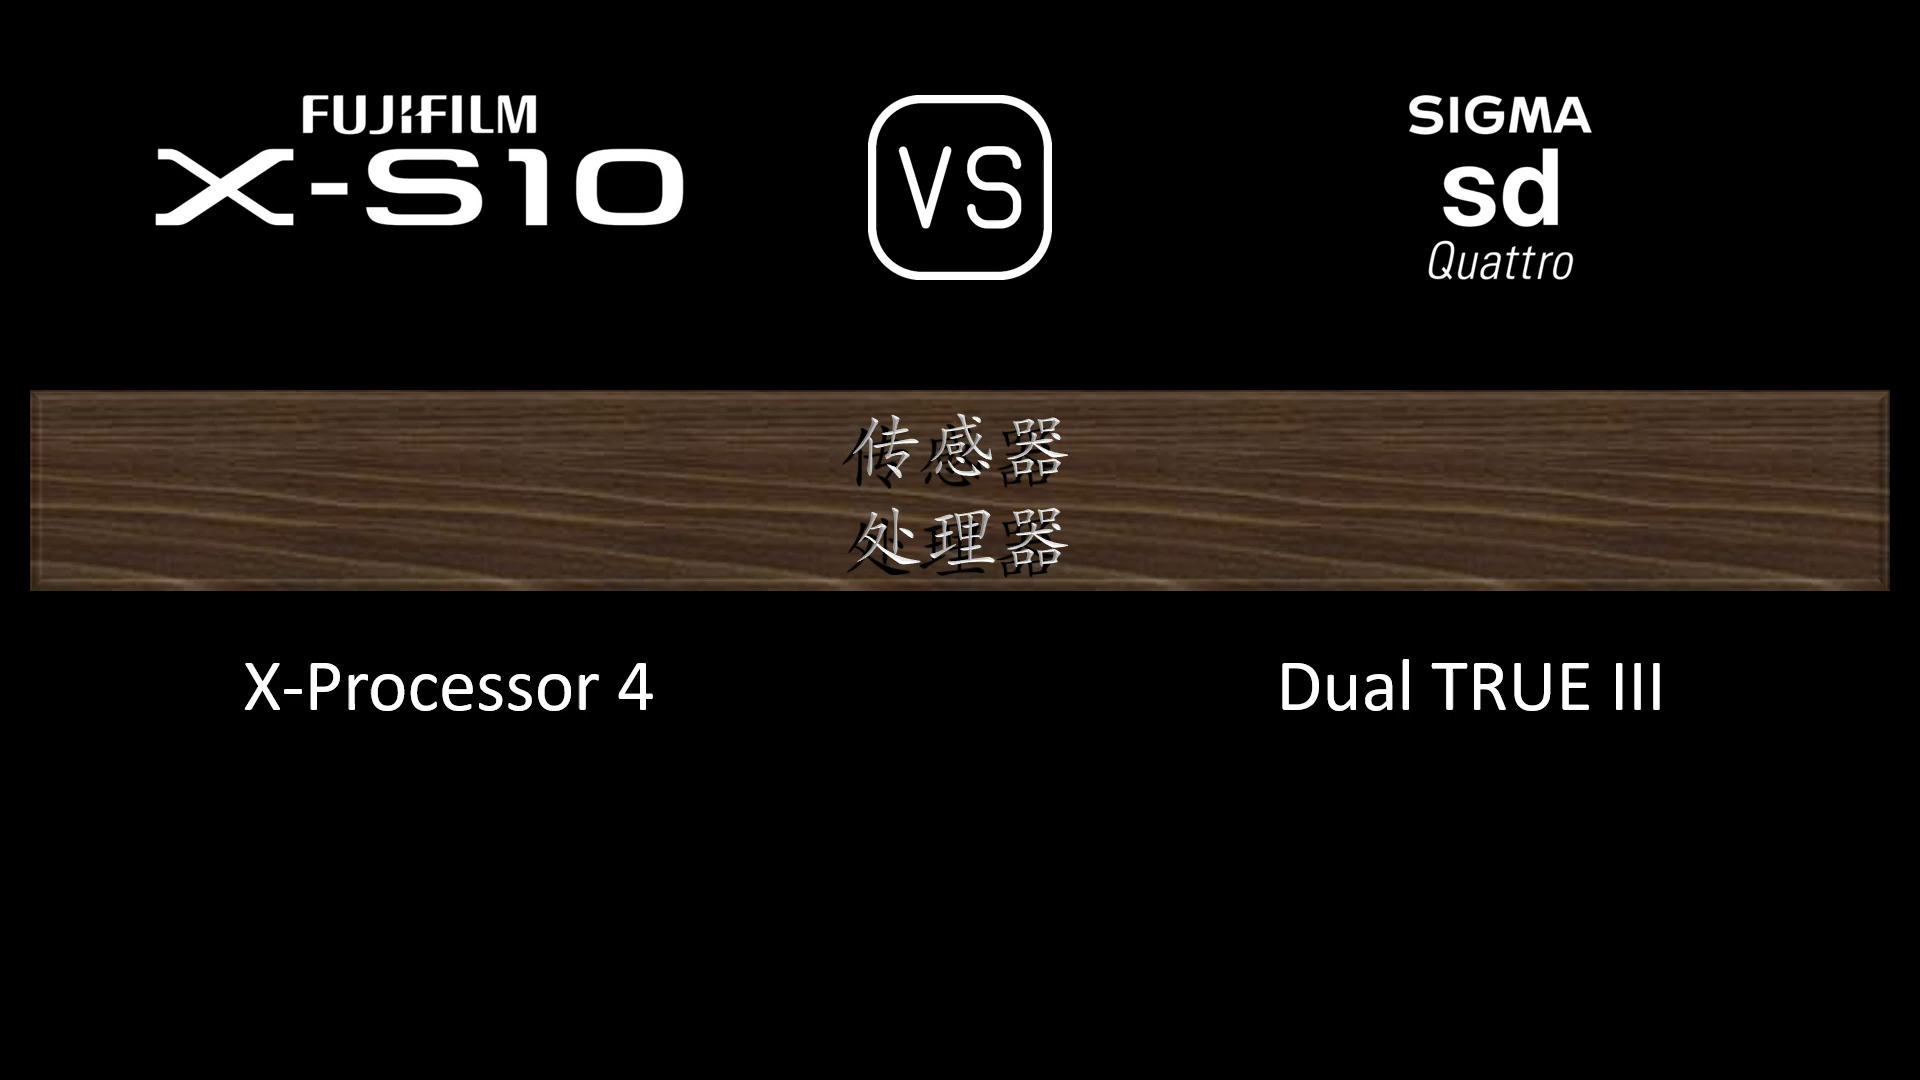 FUJIFILM
X-S10
VS
SIGMA
sd
Quattro
传感器
处理器
X-Processor 4
Dual TRUE III